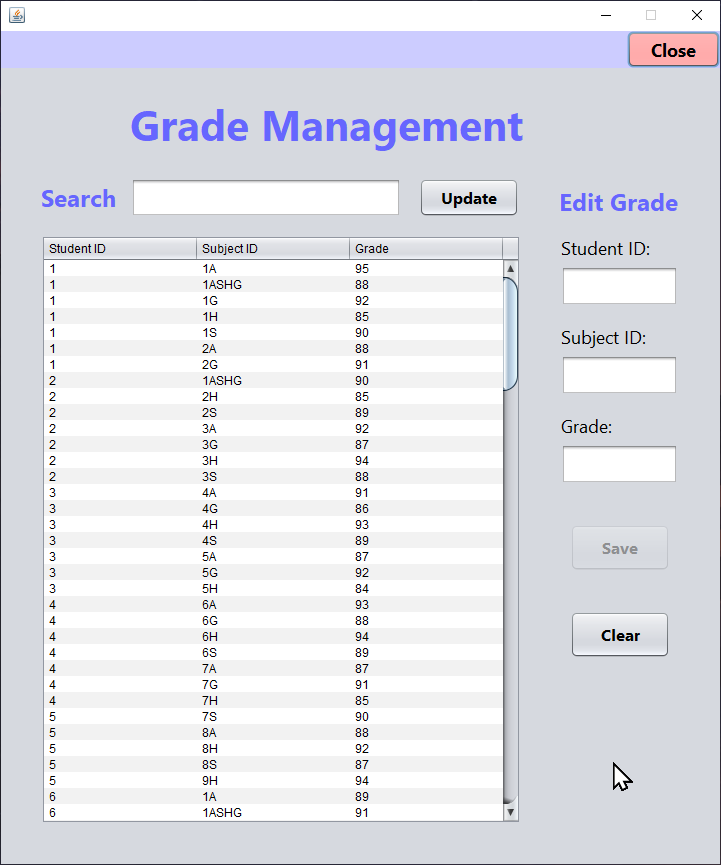 Close
Grade Management
Search Update
Edit Grade
Student ID:
Subject ID:
Grade:
Save
Clear
Student ID Subject ID Grade
1 1A 95
1 1ASHG 88
1 1G 92
1 1H 85
1 1S 90
1 2A 88
1 2G 91
2 1ASHG 90
2 2H 85
2 2S 89
2 3A 92
2 3G 87
2 3H 94
2 3S 88
3 4A 91
3 4G 86
3 4H 93
3 4S 89
3 5A 87
3 5G 92
3 5H 84
4 6A 93
4 6G 88
4 6H 94
4 6S 89
4 7A 87
4 7G 91
4 7H 85
5 7S 90
5 8A 88
5 8H 92
5 8S 87
5 9H 94
6 1A 89
6 1ASHG 91